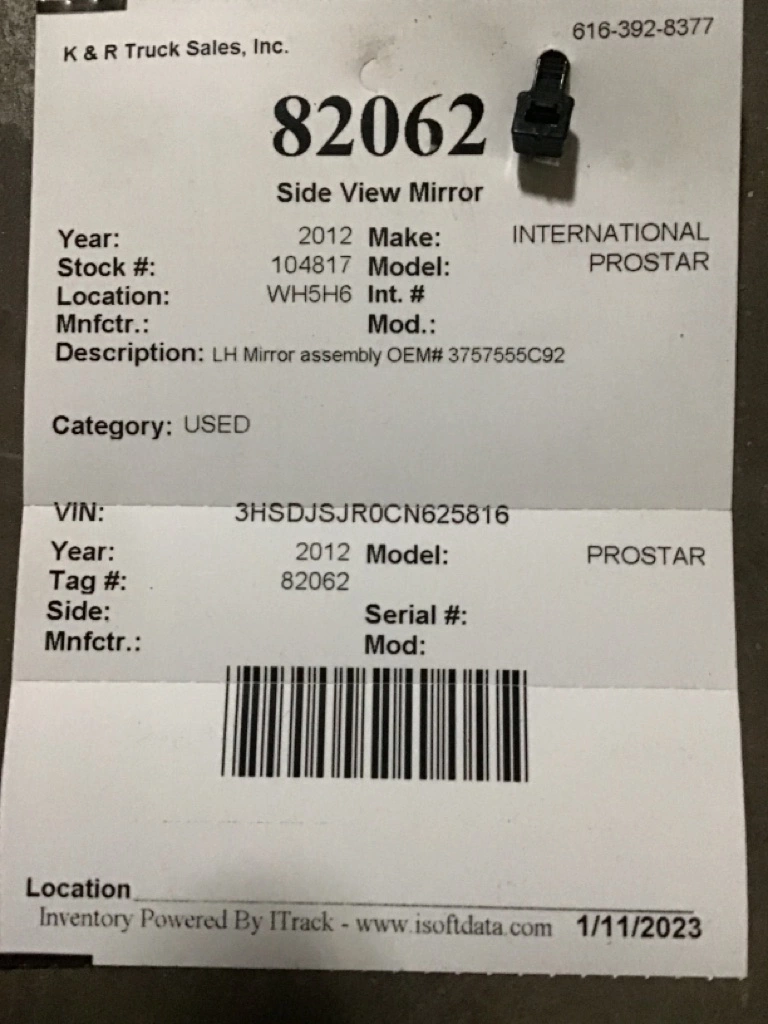 K & R Truck Sales, Inc. 616-392-8377
82062
Side View Mirror
Year: 2012 Make: INTERNATIONAL
Stock #: 104817 Model: PROSTAR
Location: WH5H6 Int. #
Mnfctr.: Mod.:
Description: LH Mirror assembly OEM# 3757555C92
Category: USED
VIN: 3HSDJSJR0CN625816
Year: 2012 Model: PROSTAR
Tag #: 82062
Side: Serial #:
Mnfctr.: Mod:
Location
Inventory Powered By ITrack - www.isoftdata.com 1/11/2023